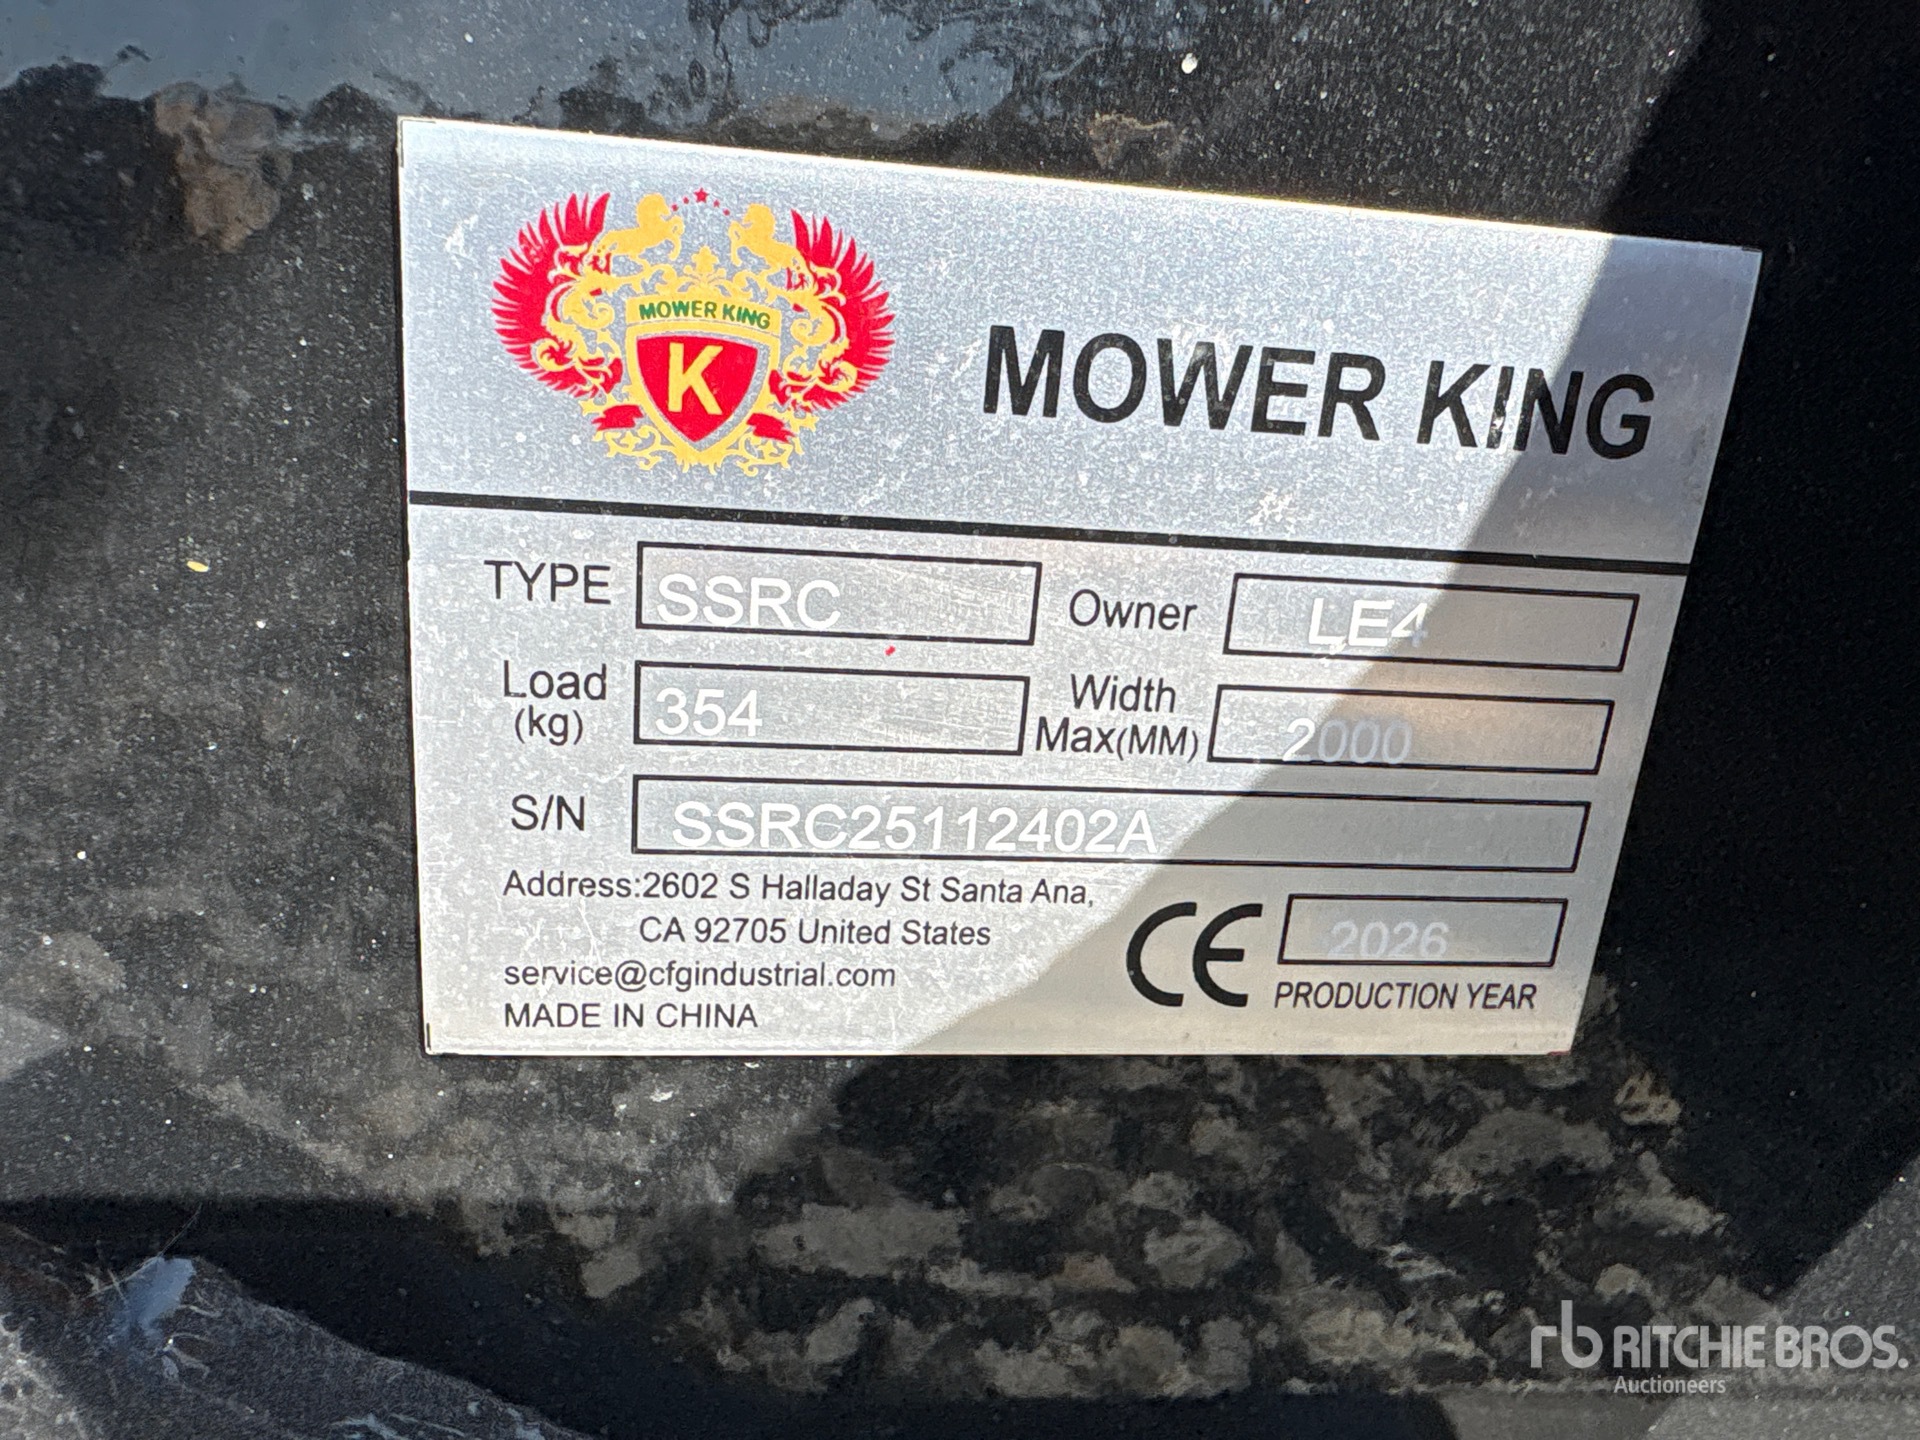 MOWER KING
K
MOWER KING
TYPE SSRC Owner LE4
Load (kg) 354 Width Max(MM) 2000
S/N SSRC25112402A
Address:2602 S Halladay St Santa Ana,
CA 92705 United States
service@cfgindustrial.com
MADE IN CHINA
CE 2026
PRODUCTION YEAR
rb RITCHIE BROS.
Auctioneers